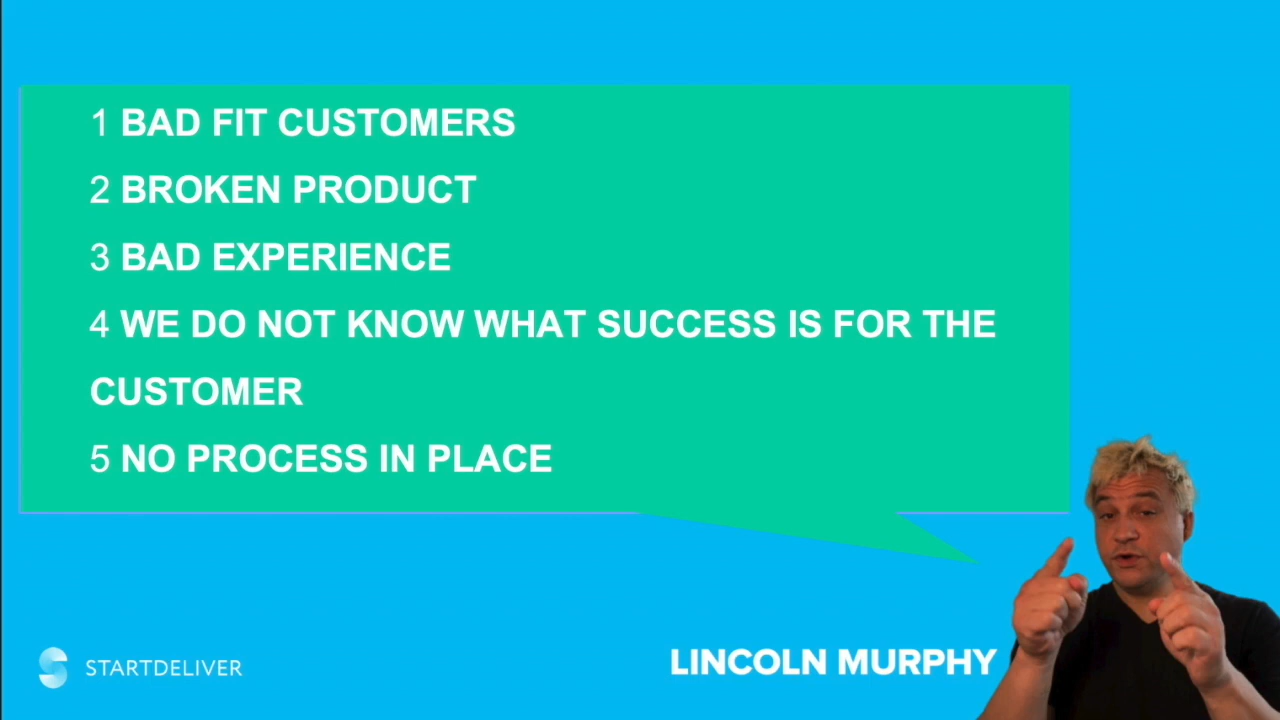 1 BAD FIT CUSTOMERS
2 BROKEN PRODUCT
3 BAD EXPERIENCE
4 WE DO NOT KNOW WHAT SUCCESS IS FOR THE
CUSTOMER
5 NO PROCESS IN PLACE
STARTDELIVER
LINCOLN MURPHY